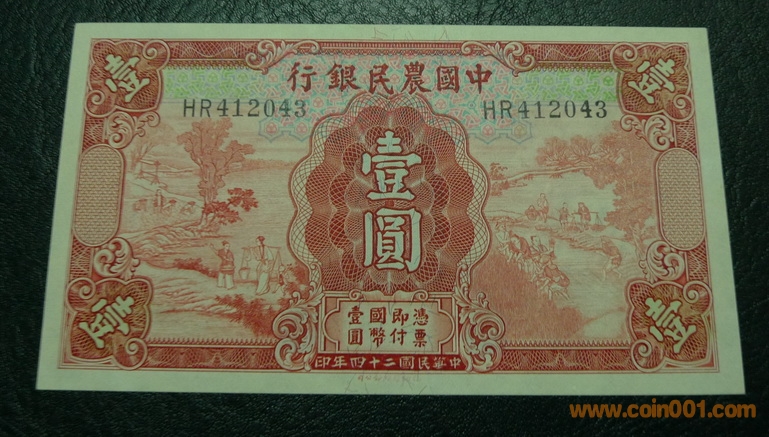 壹
壹
中國農民銀行
HR412043
HR412043
壹圓
憑票
即付
國幣
壹圓
中華民國二十四年印
壹
壹
www.coin001.com